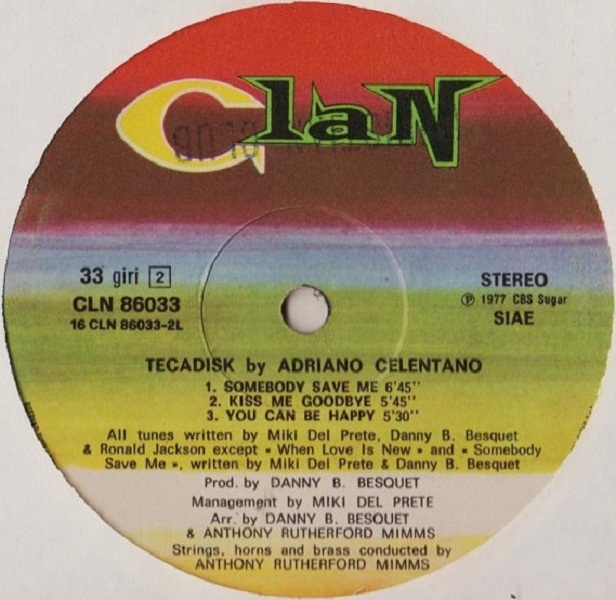 Clan
33 giri 2
CLN 86033
16 CLN 86033-2L
STEREO
Ⓟ 1977 CBS Sugar
SIAE
TECADISK by ADRIANO CELENTANO
1. SOMEBODY SAVE ME 6'45''
2. KISS ME GOODBYE 5'45''
3. YOU CAN BE HAPPY 5'30''
All tunes written by Miki Del Prete, Danny B. Besquet
& Ronald Jackson except « When Love Is New » and « Somebody
Save Me », written by Miki Del Prete & Danny B. Besquet
Prod. by DANNY B. BESQUET
Management by MIKI DEL PRETE
Arr. by DANNY B. BESQUET
& ANTHONY RUTHERFORD MIMMS
Strings, horns and brass conducted by
ANTHONY RUTHERFORD MIMMS